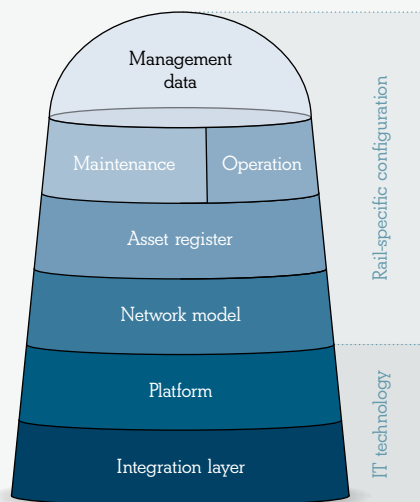 Management
data
Maintenance
Operation
Asset register
Network model
Platform
Integration layer
Rail-specific configuration
IT technology